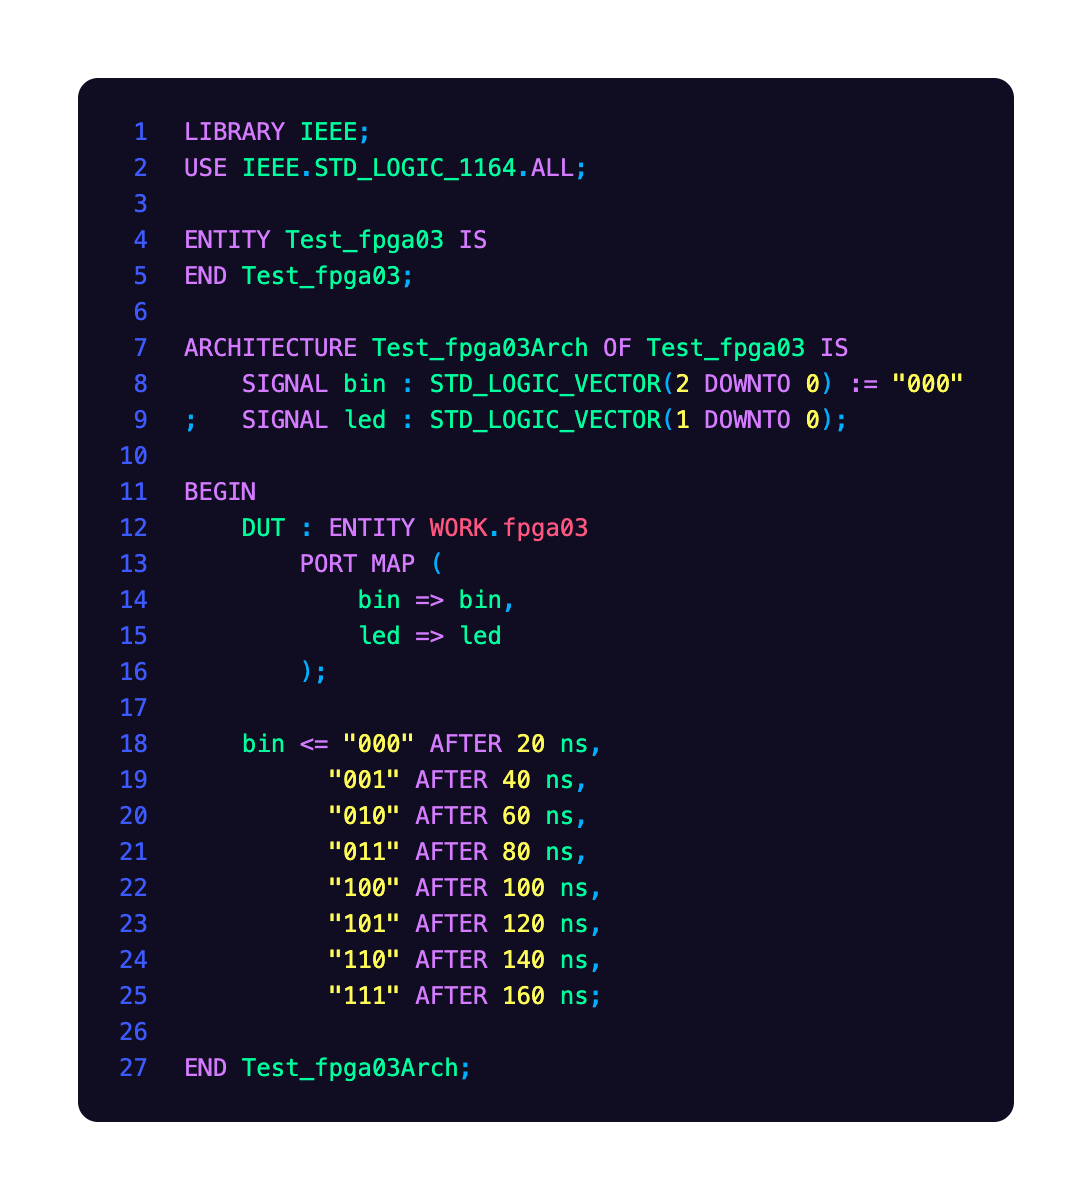 1 LIBRARY IEEE;
2 USE IEEE.STD_LOGIC_1164.ALL;
3
4 ENTITY Test_fpga03 IS
5 END Test_fpga03;
6
7 ARCHITECTURE Test_fpga03Arch OF Test_fpga03 IS
8     SIGNAL bin : STD_LOGIC_VECTOR(2 DOWNTO 0) := "000"
9 ;   SIGNAL led : STD_LOGIC_VECTOR(1 DOWNTO 0);
10
11 BEGIN
12     DUT : ENTITY WORK.fpga03
13         PORT MAP (
14             bin => bin,
15             led => led
16         );
17
18     bin <= "000" AFTER 20 ns,
19           "001" AFTER 40 ns,
20           "010" AFTER 60 ns,
21           "011" AFTER 80 ns,
22           "100" AFTER 100 ns,
23           "101" AFTER 120 ns,
24           "110" AFTER 140 ns,
25           "111" AFTER 160 ns;
26
27 END Test_fpga03Arch;